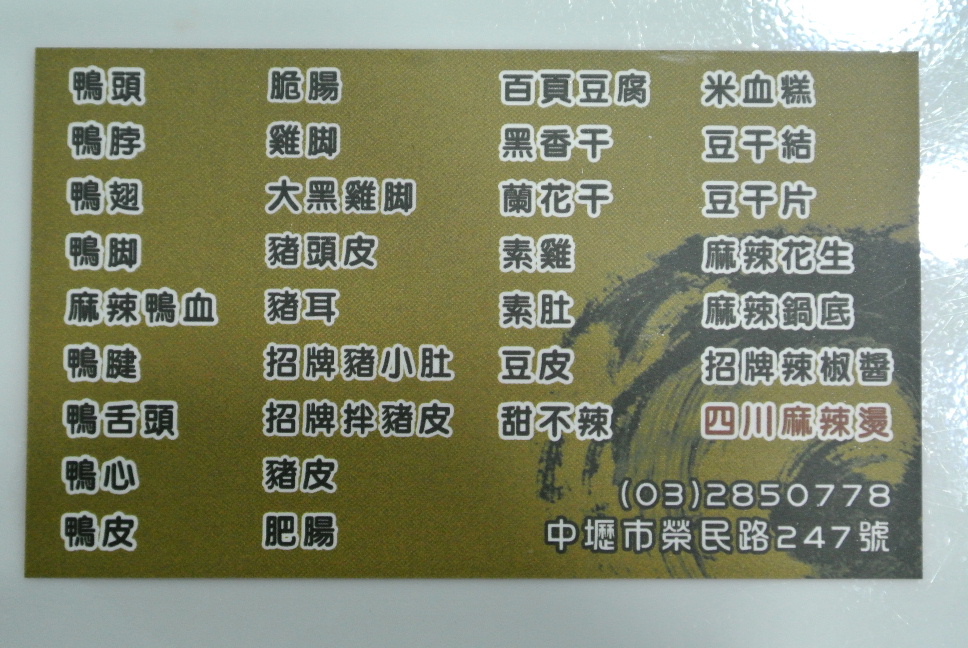 鴨頭
鴨脖
鴨翅
鴨脚
麻辣鴨血
鴨腱
鴨舌頭
鴨心
鴨皮
脆腸
雞脚
大黑雞脚
豬頭皮
豬耳
招牌豬小肚
招牌拌豬皮
豬皮
肥腸
百頁豆腐
黑香干
蘭花干
素雞
素肚
豆皮
甜不辣
米血糕
豆干結
豆干片
麻辣花生
麻辣鍋底
招牌辣椒醬
四川麻辣燙
(03)2850778
中壢市榮民路247號